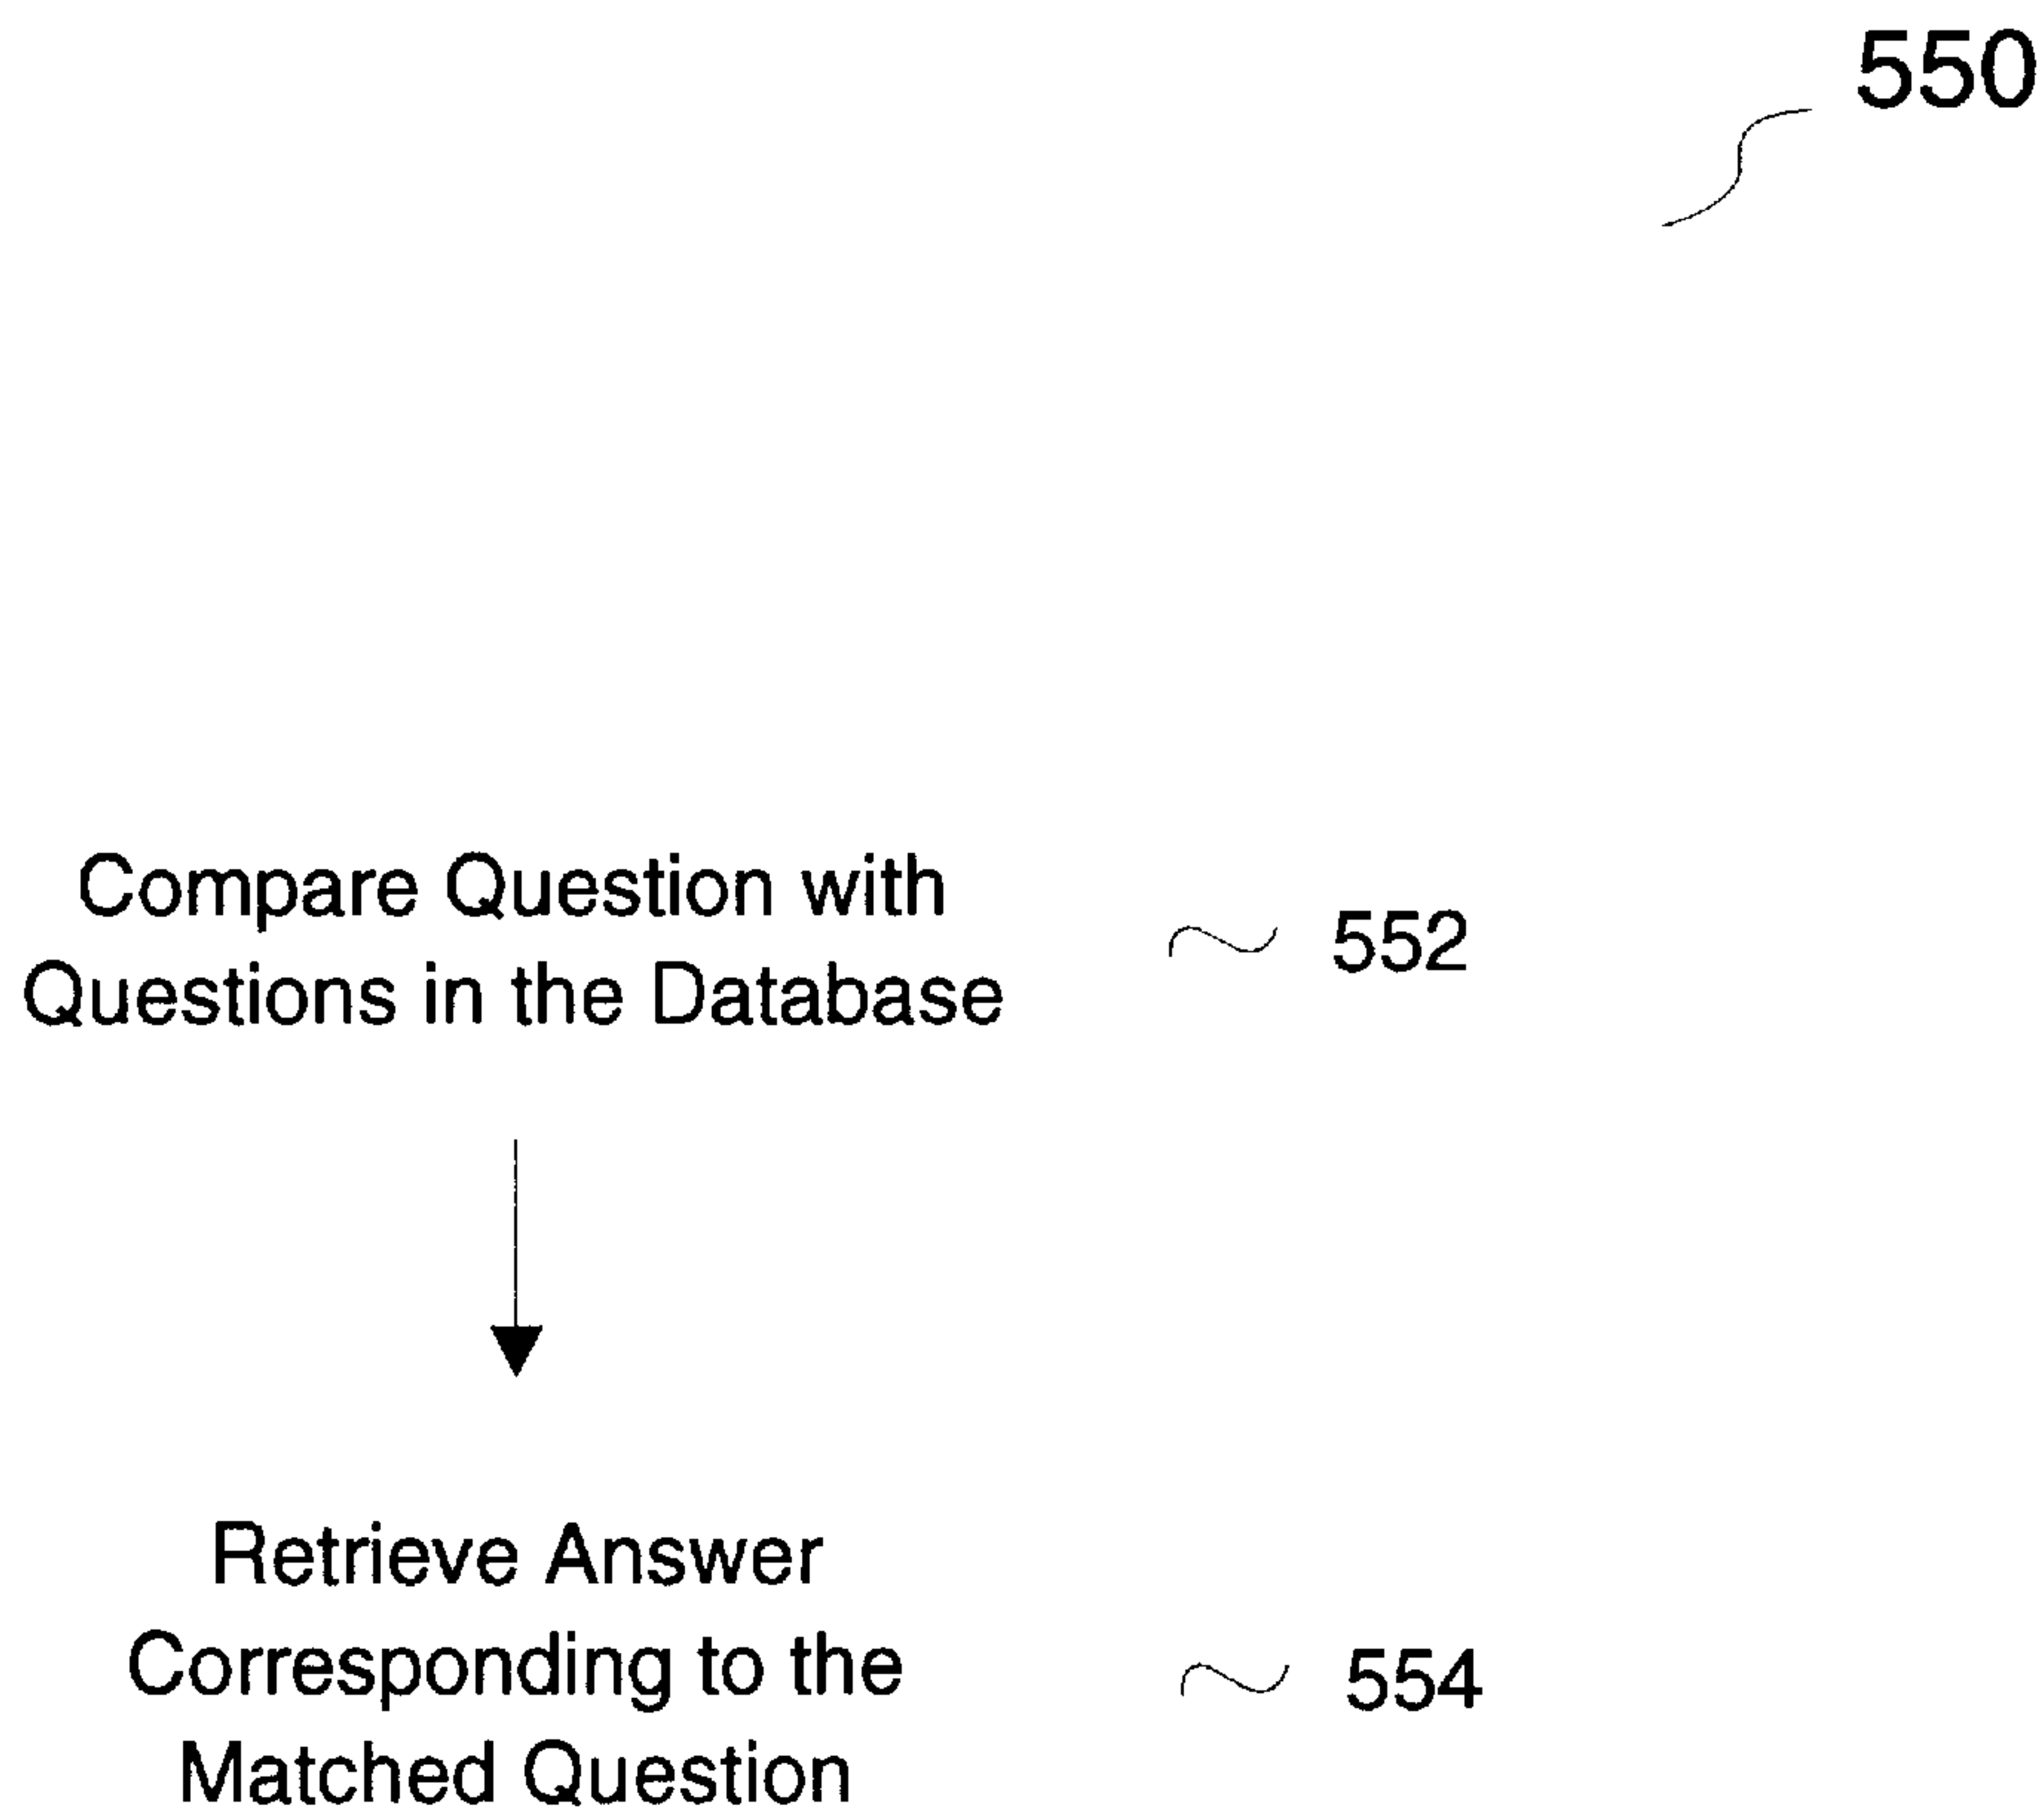 550
Compare Question with
Questions in the Database
552
Retrieve Answer
Corresponding to the
Matched Question
554